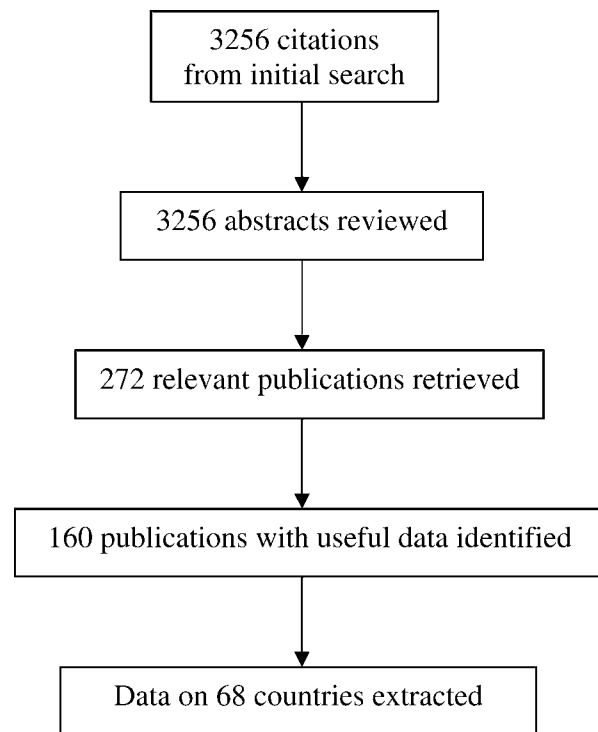 3256 citations
from initial search
3256 abstracts reviewed
272 relevant publications retrieved
160 publications with useful data identified
Data on 68 countries extracted